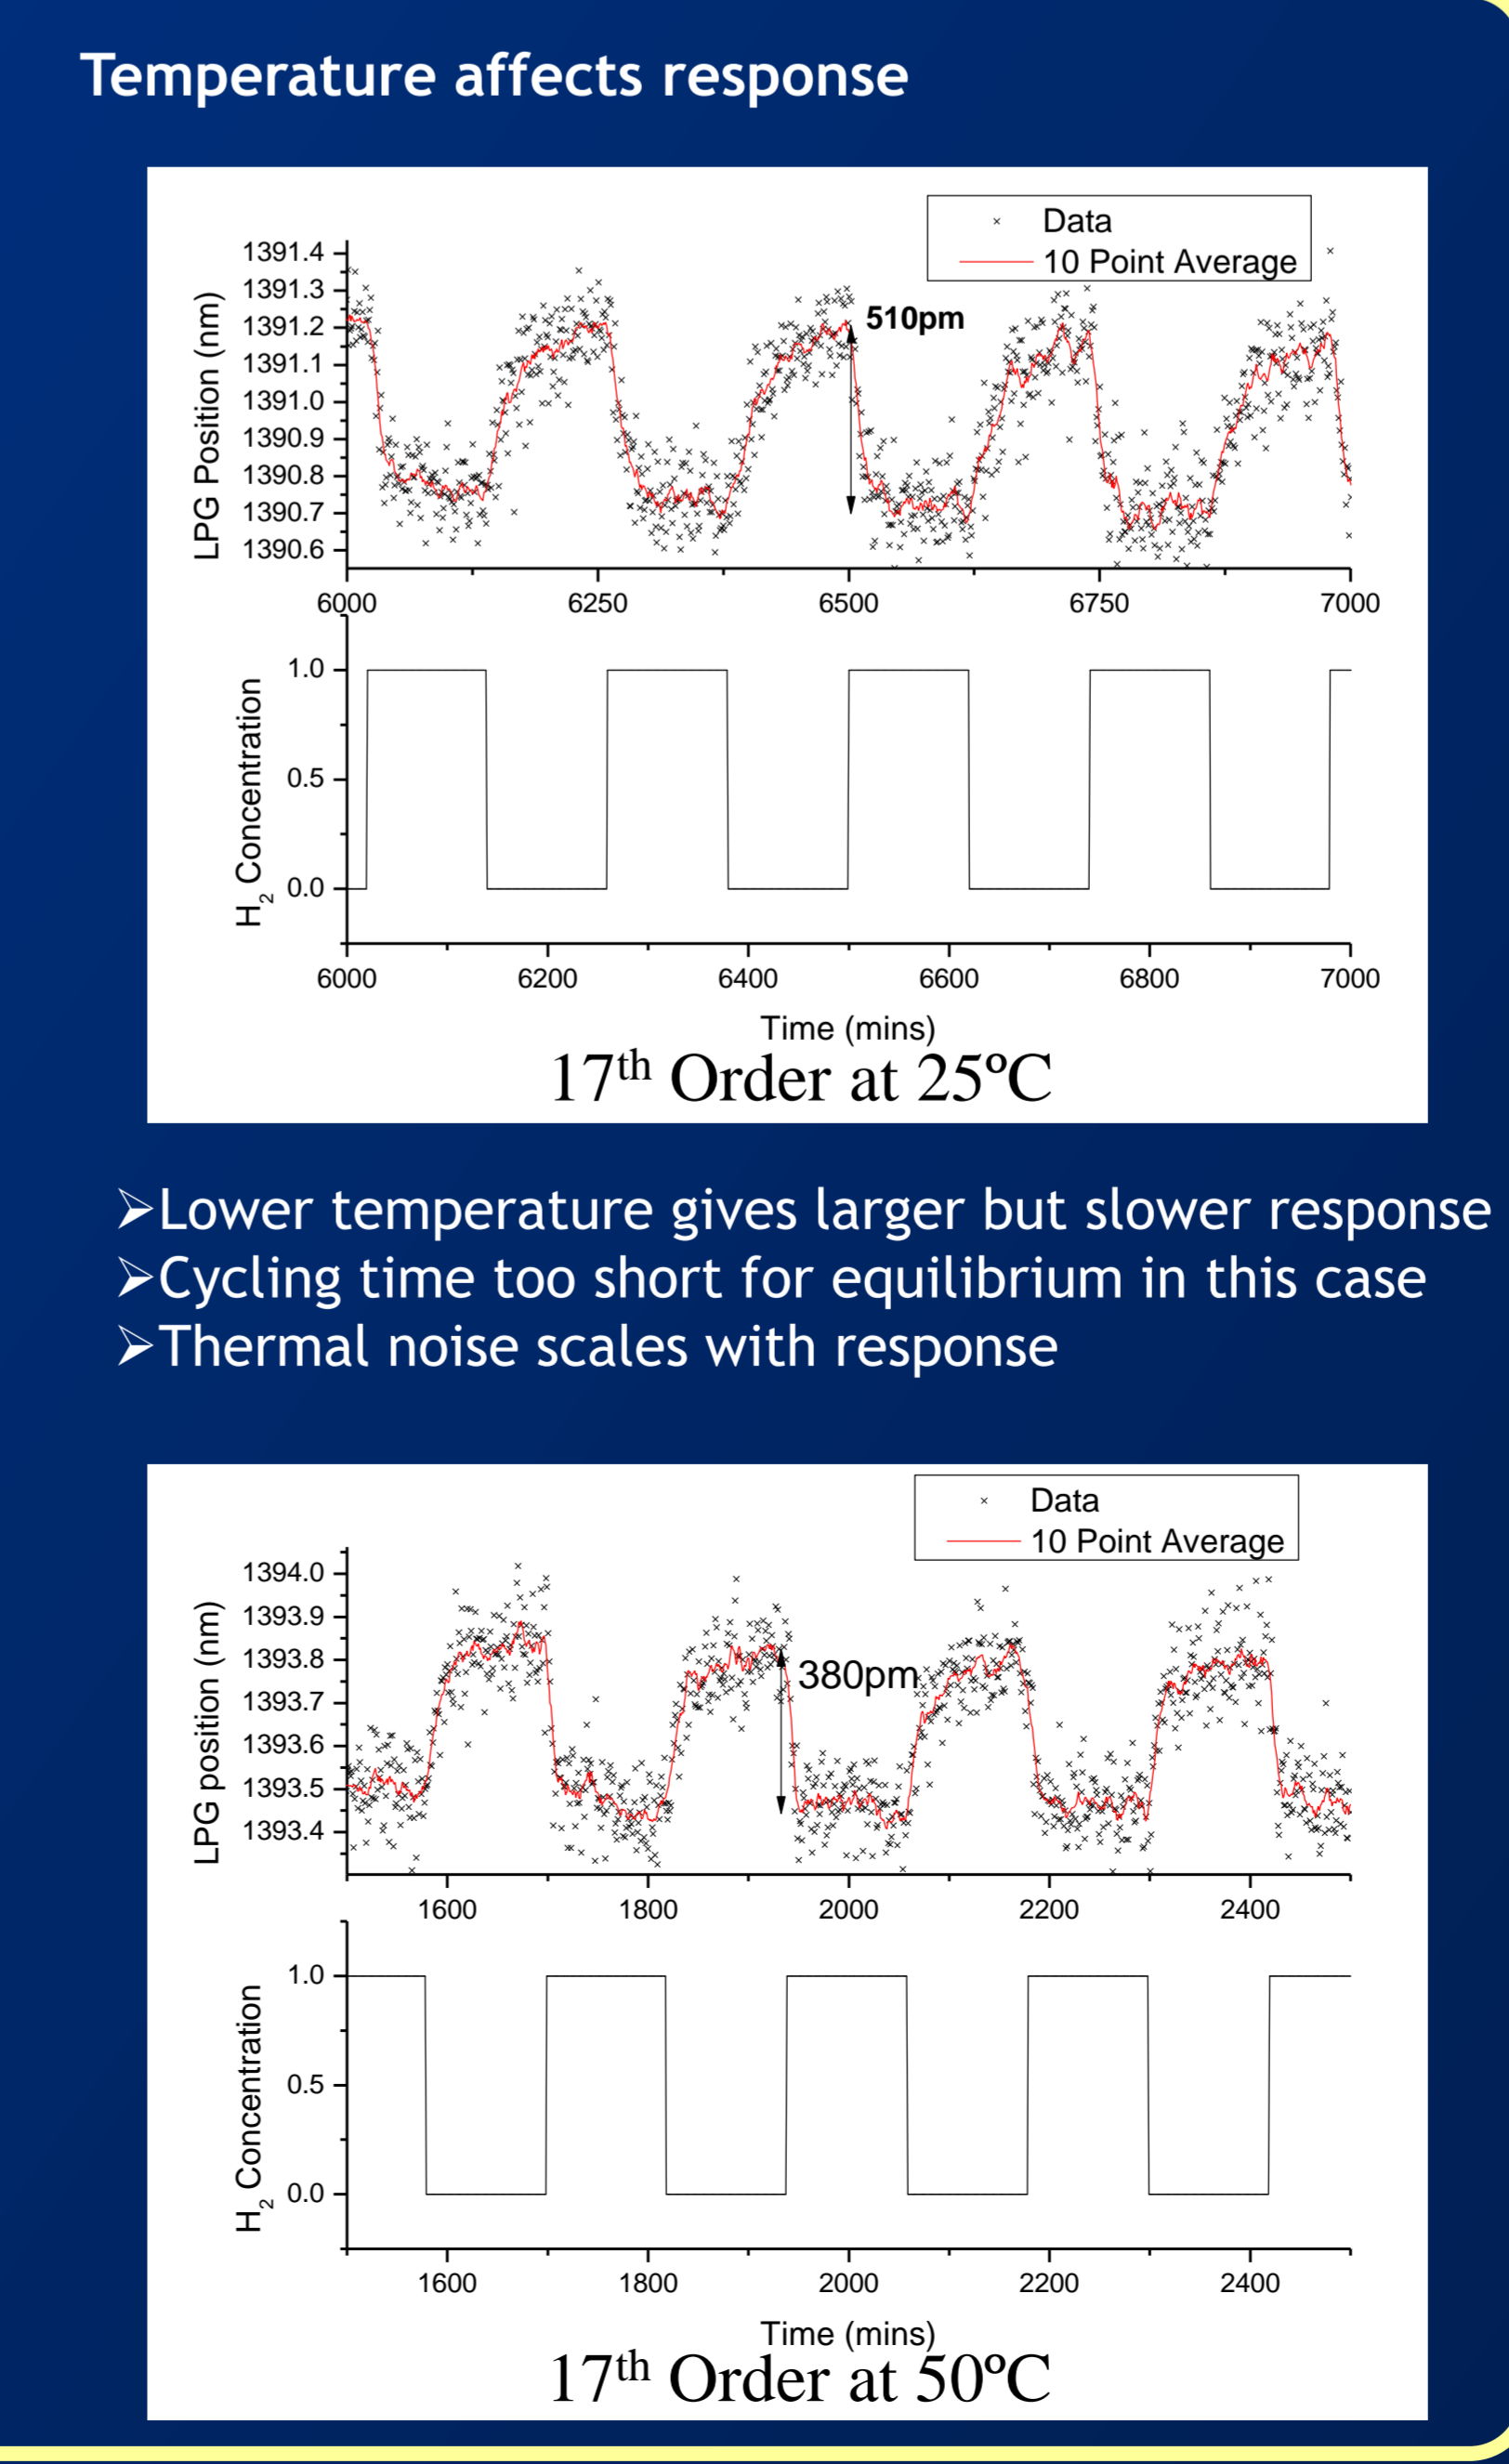 Temperature affects response
Data
10 Point Average
1391.4
1391.3
1391.2
1391.1
1391.0
1390.9
1390.8
1390.7
1390.6
LPG Position (nm)
510pm
6000 6250 6500 6750 7000
1.0
0.5
0.0
H₂ Concentration
6000 6200 6400 6600 6800 7000
Time (mins)
17th Order at 25ºC
➢Lower temperature gives larger but slower response
➢Cycling time too short for equilibrium in this case
➢Thermal noise scales with response
Data
10 Point Average
1394.0
1393.9
1393.8
1393.7
1393.6
1393.5
1393.4
LPG position (nm)
380pm
1600 1800 2000 2200 2400
1.0
0.5
0.0
H₂ Concentration
1600 1800 2000 2200 2400
Time (mins)
17th Order at 50ºC